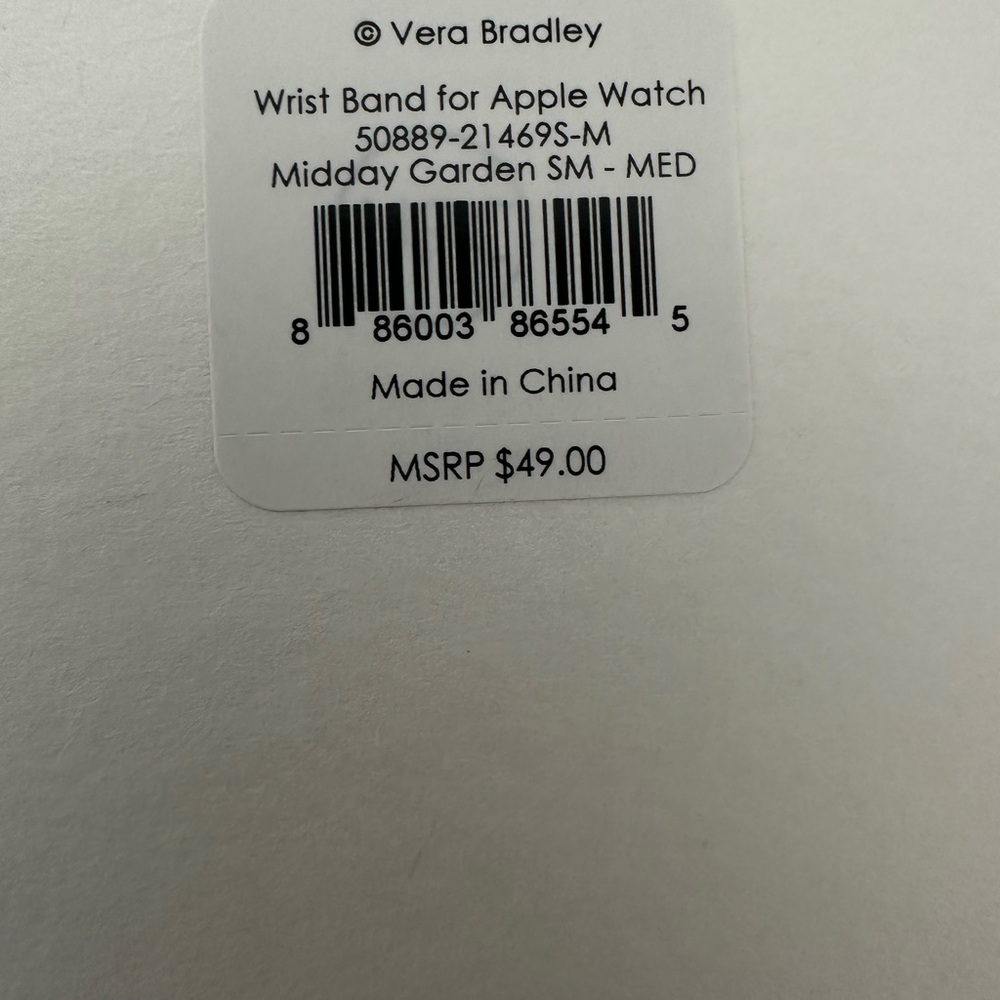 © Vera Bradley
Wrist Band for Apple Watch
50889-21469S-M
Midday Garden SM - MED
8 86003 86554 5
Made in China
MSRP $49.00